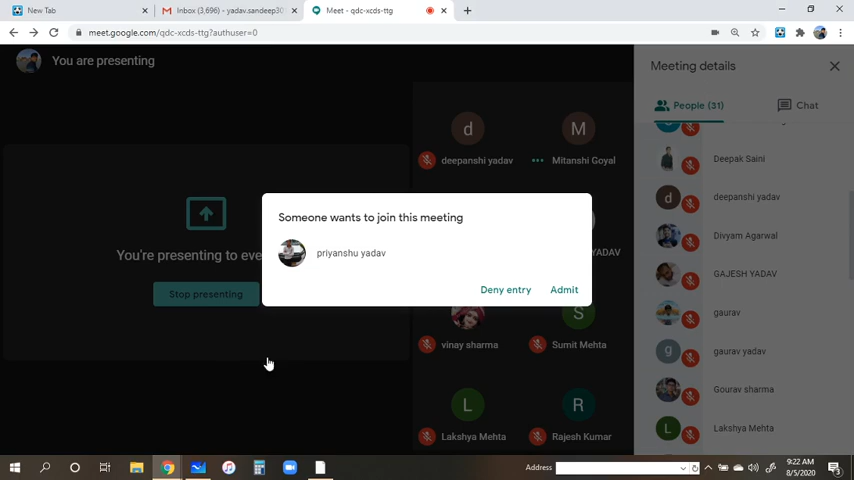 New Tab
Inbox (3,696) - yadav.sandeep30
Meet - qdc-xcds-ttg
meet.google.com/qdc-xcds-ttg?authuser=0
You are presenting
Meeting details
People (31)
Chat
d
M
deepanshi yadav
Mitanshi Goyal
Deepak Saini
d
deepanshi yadav
Someone wants to join this meeting
priyanshu yadav
Deny entry
Admit
You're presenting to eve
YADAV
Stop presenting
Divyam Agarwal
GAJESH YADAV
S
gaurav
vinay sharma
Sumit Mehta
g
gaurav yadav
Gourav sharma
L
R
Lakshya Mehta
Rajesh Kumar
L
Lakshya Mehta
Address
9:22 AM
8/5/2020
3